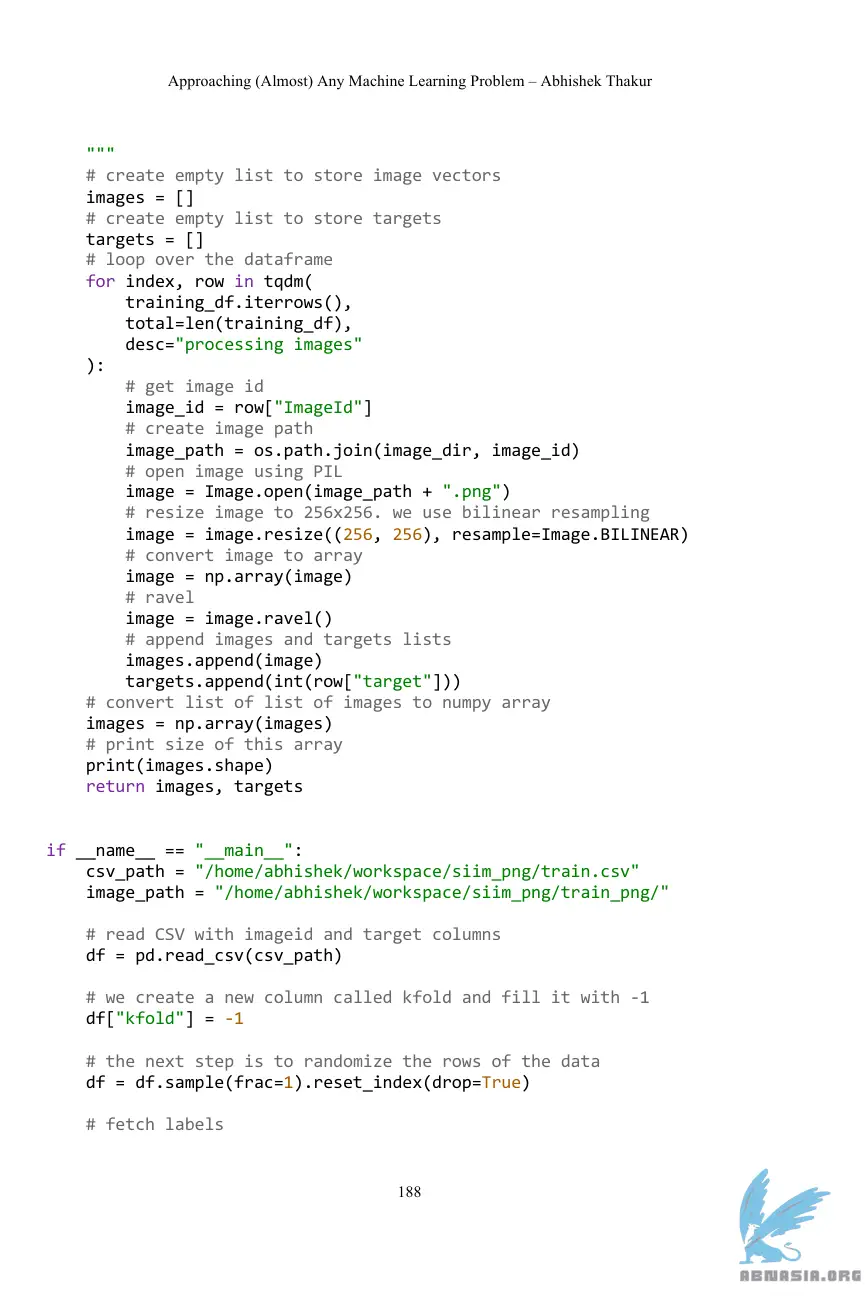 Approaching (Almost) Any Machine Learning Problem – Abhishek Thakur
    """
    # create empty list to store image vectors
    images = []
    # create empty list to store targets
    targets = []
    # loop over the dataframe
    for index, row in tqdm(
        training_df.iterrows(),
        total=len(training_df),
        desc="processing images"
    ):
        # get image id
        image_id = row["ImageId"]
        # create image path
        image_path = os.path.join(image_dir, image_id)
        # open image using PIL
        image = Image.open(image_path + ".png")
        # resize image to 256x256. we use bilinear resampling
        image = image.resize((256, 256), resample=Image.BILINEAR)
        # convert image to array
        image = np.array(image)
        # ravel
        image = image.ravel()
        # append images and targets lists
        images.append(image)
        targets.append(int(row["target"]))
    # convert list of list of images to numpy array
    images = np.array(images)
    # print size of this array
    print(images.shape)
    return images, targets
if __name__ == "__main__":
    csv_path = "/home/abhishek/workspace/siim_png/train.csv"
    image_path = "/home/abhishek/workspace/siim_png/train_png/"
    # read CSV with imageid and target columns
    df = pd.read_csv(csv_path)
    # we create a new column called kfold and fill it with -1
    df["kfold"] = -1
    # the next step is to randomize the rows of the data
    df = df.sample(frac=1).reset_index(drop=True)
    # fetch labels
188
ABNASIA.ORG